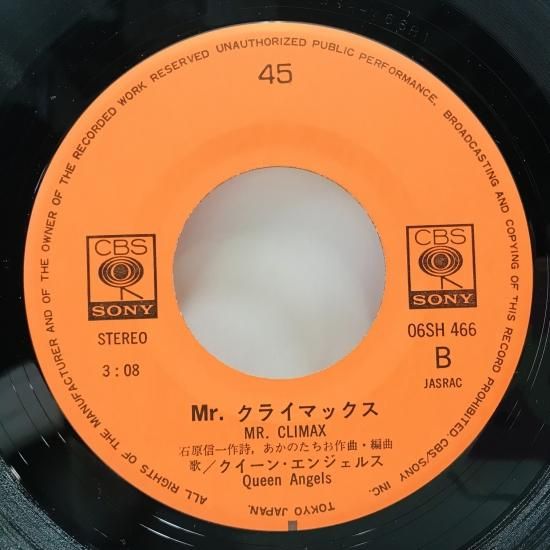 ALL RIGHTS OF THE MANUFACTURER AND OF THE OWNER OF THE RECORDED WORK RESERVED UNAUTHORIZED PUBLIC PERFORMANCE, BROADCASTING AND COPYING OF THIS RECORD PROHIBITED. CBS/SONY INC. TOKYO JAPAN.
45
CBS
SONY
STEREO
3:08
CBS
SONY
06SH 466
B
JASRAC
Mr. クライマックス
MR. CLIMAX
石原信一作詩, あかのたちお作曲・編曲
歌/クイーン・エンジェルス
Queen Angels